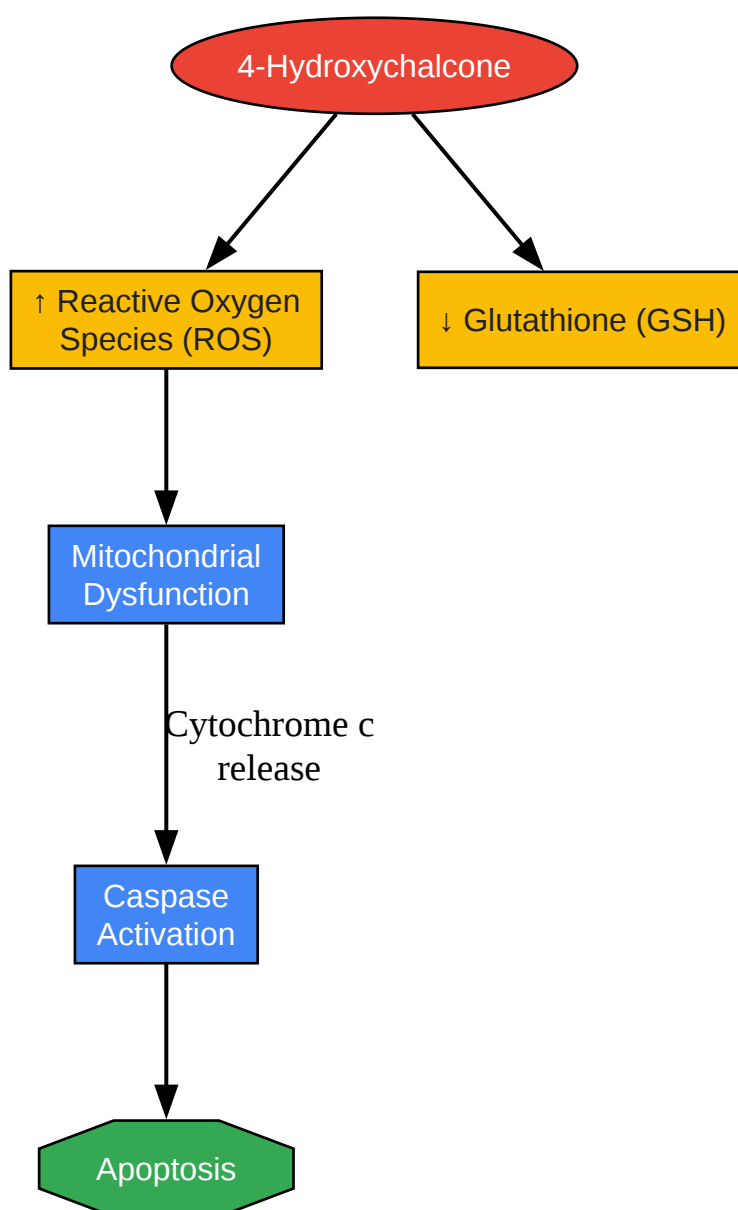 4-Hydroxychalcone
↑ Reactive Oxygen
Species (ROS)
↓ Glutathione (GSH)
Mitochondrial
Dysfunction
Cytochrome c
release
Caspase
Activation
Apoptosis